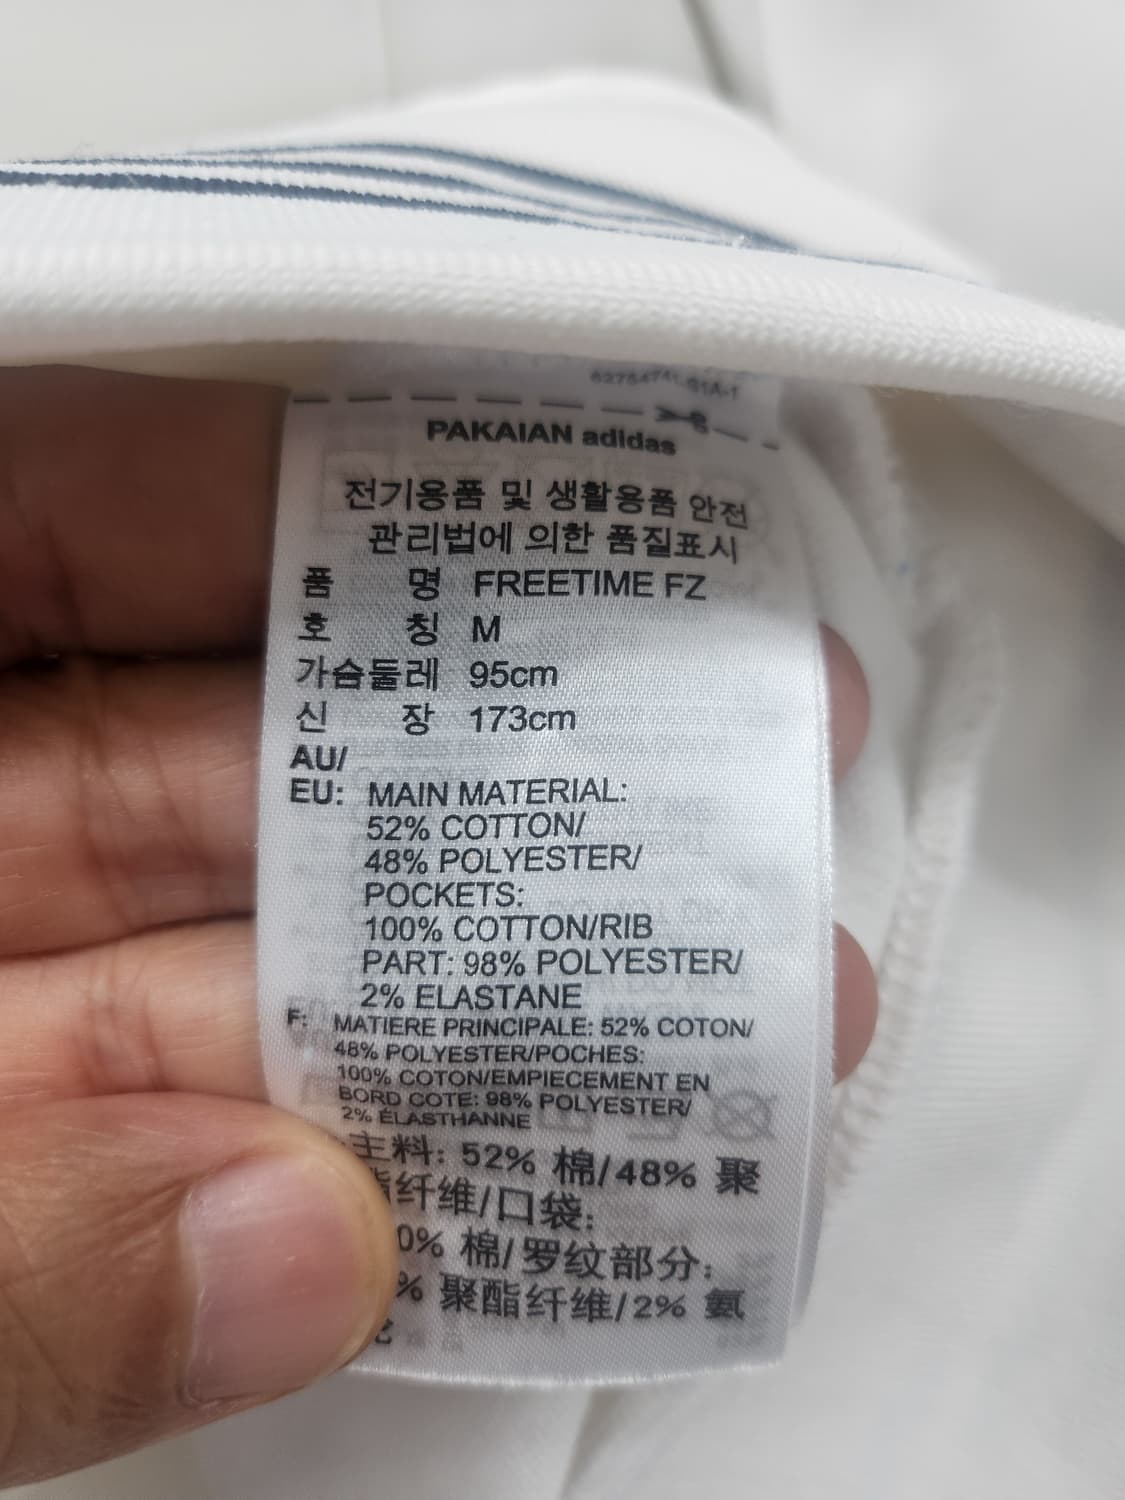 PAKAIAN adidas
전기용품 및 생활용품 안전
관리법에 의한 품질표시
품 명 FREETIME FZ
호 칭 M
가슴둘레 95cm
신 장 173cm
AU/
EU: MAIN MATERIAL:
52% COTTON/
48% POLYESTER/
POCKETS:
100% COTTON/RIB
PART: 98% POLYESTER/
2% ELASTANE
F: MATIERE PRINCIPALE: 52% COTON/
48% POLYESTER/POCHES:
100% COTON/EMPIECEMENT EN
BORD COTE: 98% POLYESTER/
2% ÉLASTHANNE
主料: 52% 棉/48% 聚
纤维/口袋:
0% 棉/罗纹部分:
% 聚酯纤维/2% 氨